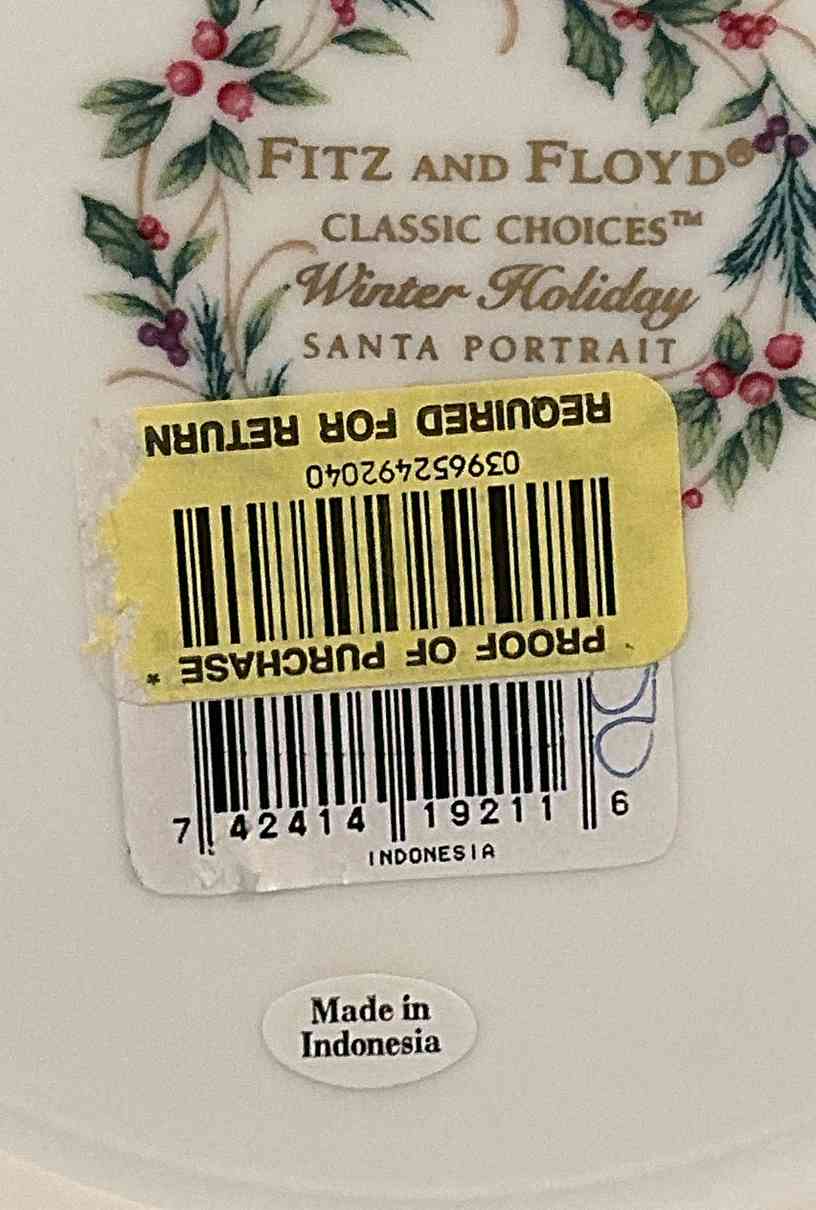 FITZ AND FLOYD®
CLASSIC CHOICES™
Winter Holiday
SANTA PORTRAIT
* PROOF OF PURCHASE *
039652492040
REQUIRED FOR RETURN
7 42414 19211 6
INDONESIA
Made in
Indonesia